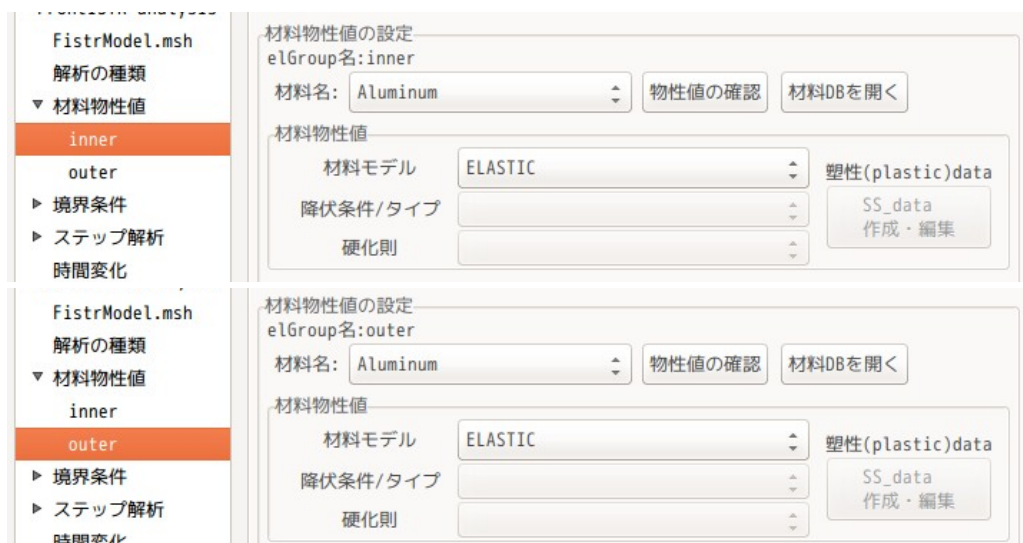 FistrModel.msh
解析の種類
材料物性値
inner
outer
境界条件
ステップ解析
時間変化
材料物性値の設定
elGroup名:inner
材料名: Aluminum 物性値の確認 材料DBを開く
材料物性値
材料モデル ELASTIC 塑性(plastic)data
降伏条件/タイプ SS_data
作成・編集
硬化則
FistrModel.msh
解析の種類
材料物性値
inner
outer
境界条件
ステップ解析
時間変化
材料物性値の設定
elGroup名:outer
材料名: Aluminum 物性値の確認 材料DBを開く
材料物性値
材料モデル ELASTIC 塑性(plastic)data
降伏条件/タイプ SS_data
作成・編集
硬化則